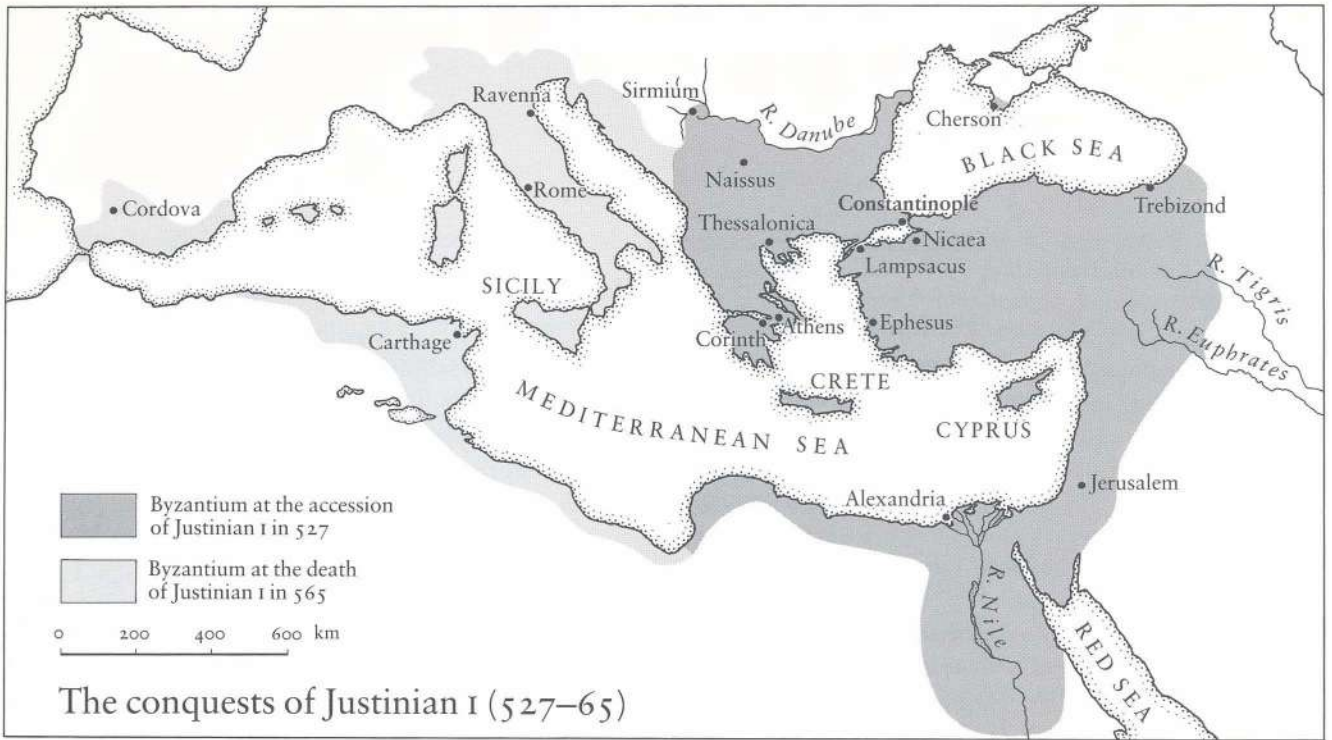 Ravenna
Sirmium
R. Danube
Cherson
BLACK SEA
Naissus
Cordova
Rome
Constantinople
Trebizond
Thessalonica
Nicaea
Lampsacus
R. Tigris
SICILY
Carthage
Corinth
Athens
Ephesus
R. Euphrates
CRETE
MEDITERRANEAN SEA
CYPRUS
Jerusalem
Alexandria
R. Nile
RED SEA
Byzantium at the accession
of Justinian I in 527
Byzantium at the death
of Justinian I in 565
0 200 400 600 km
The conquests of Justinian I (527–65)